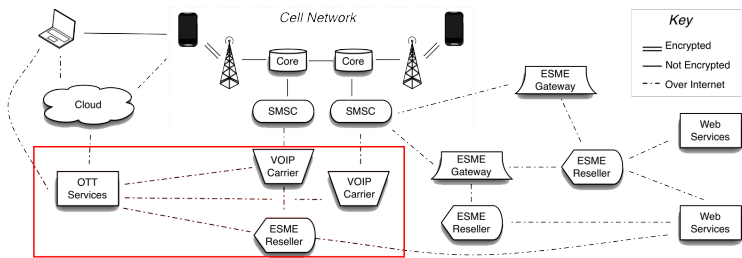 Cell Network
Key
Encrypted
Not Encrypted
Over Internet
Core
Core
ESME
Gateway
Cloud
SMSC
SMSC
Web
Services
VOIP
Carrier
ESME
Gateway
ESME
Reseller
OTT
Services
VOIP
Carrier
ESME
Reseller
ESME
Reseller
Web
Services